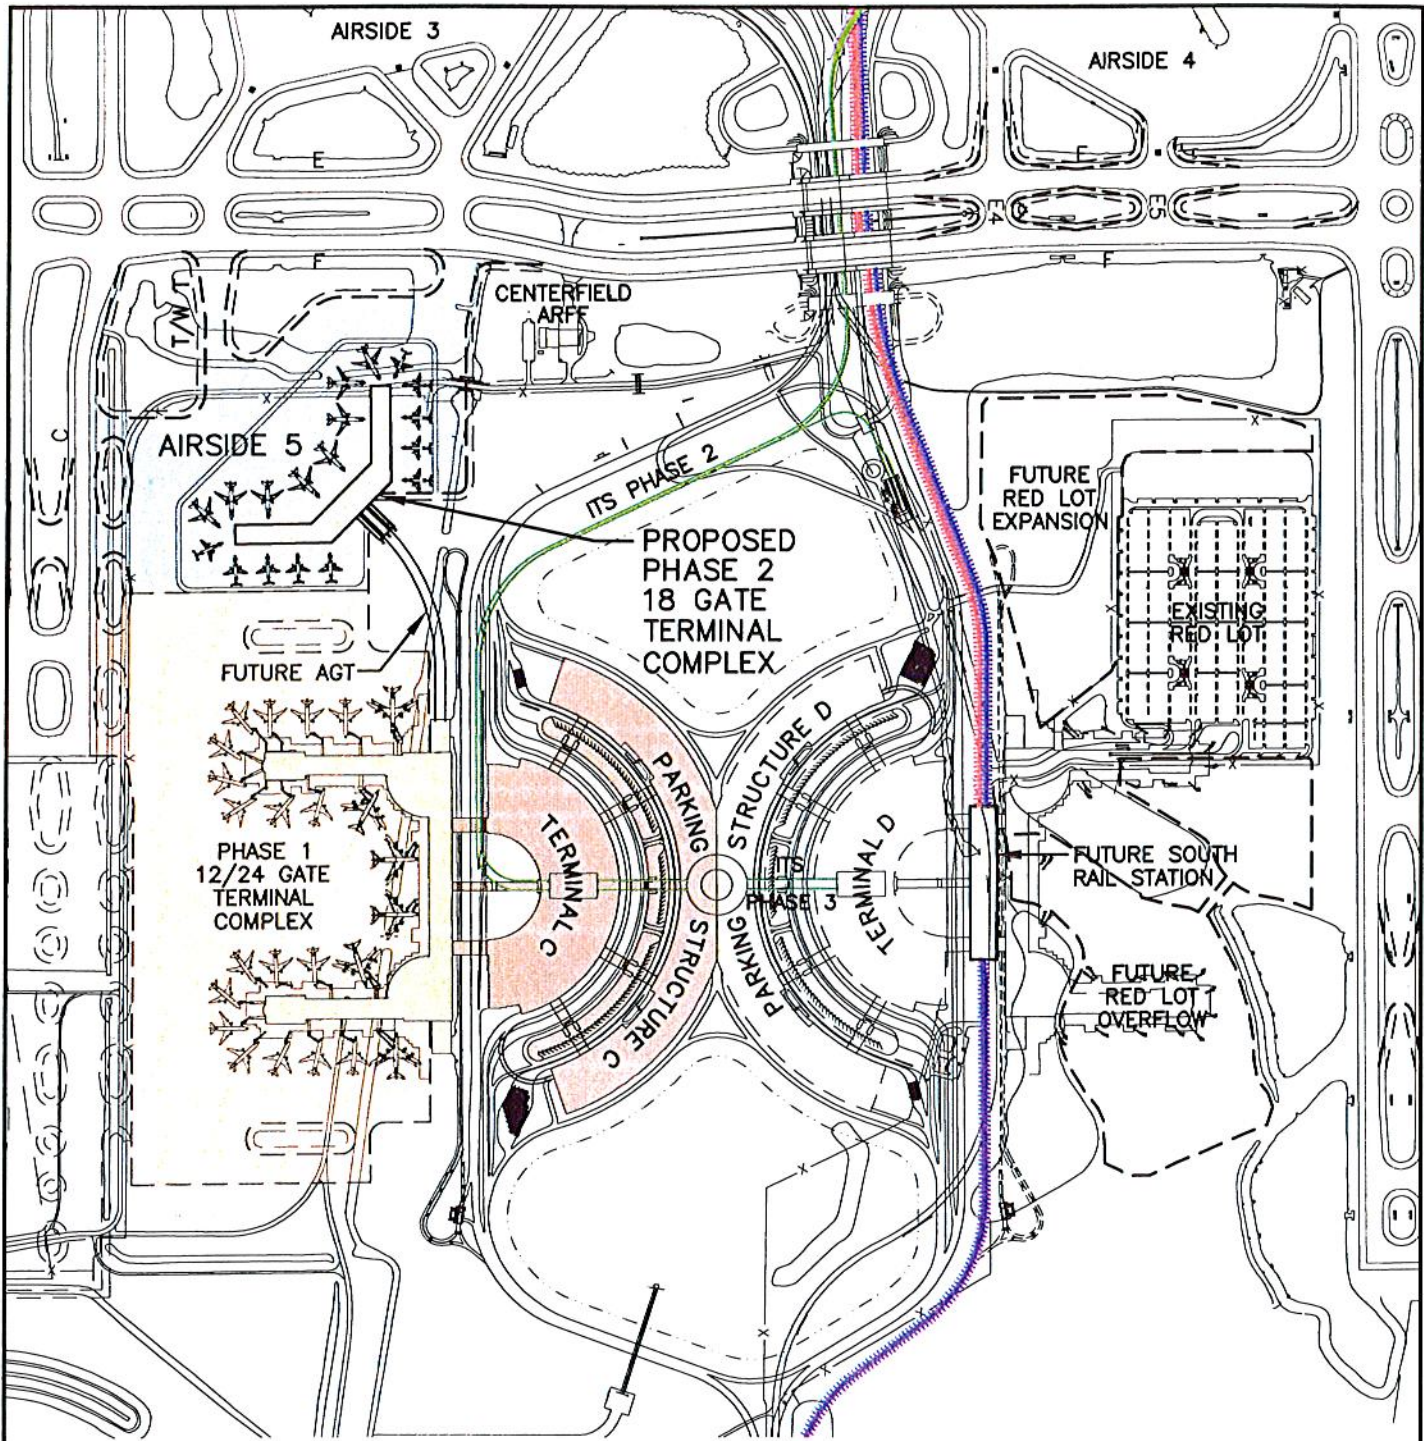 AIRSIDE 3
AIRSIDE 4
E
F
E4
E5
F
F
T/W T
CENTERFIELD
ARFF
C
AIRSIDE 5
ITS PHASE 2
PROPOSED
PHASE 2
18 GATE
TERMINAL
COMPLEX
FUTURE
RED LOT
EXPANSION
EXISTING
RED LOT
FUTURE AGT
PHASE 1
12/24 GATE
TERMINAL
COMPLEX
TERMINAL C
PARKING STRUCTURE C
PARKING STRUCTURE D
ITS
PHASE 3
TERMINAL D
FUTURE SOUTH
RAIL STATION
FUTURE
RED LOT
OVERFLOW